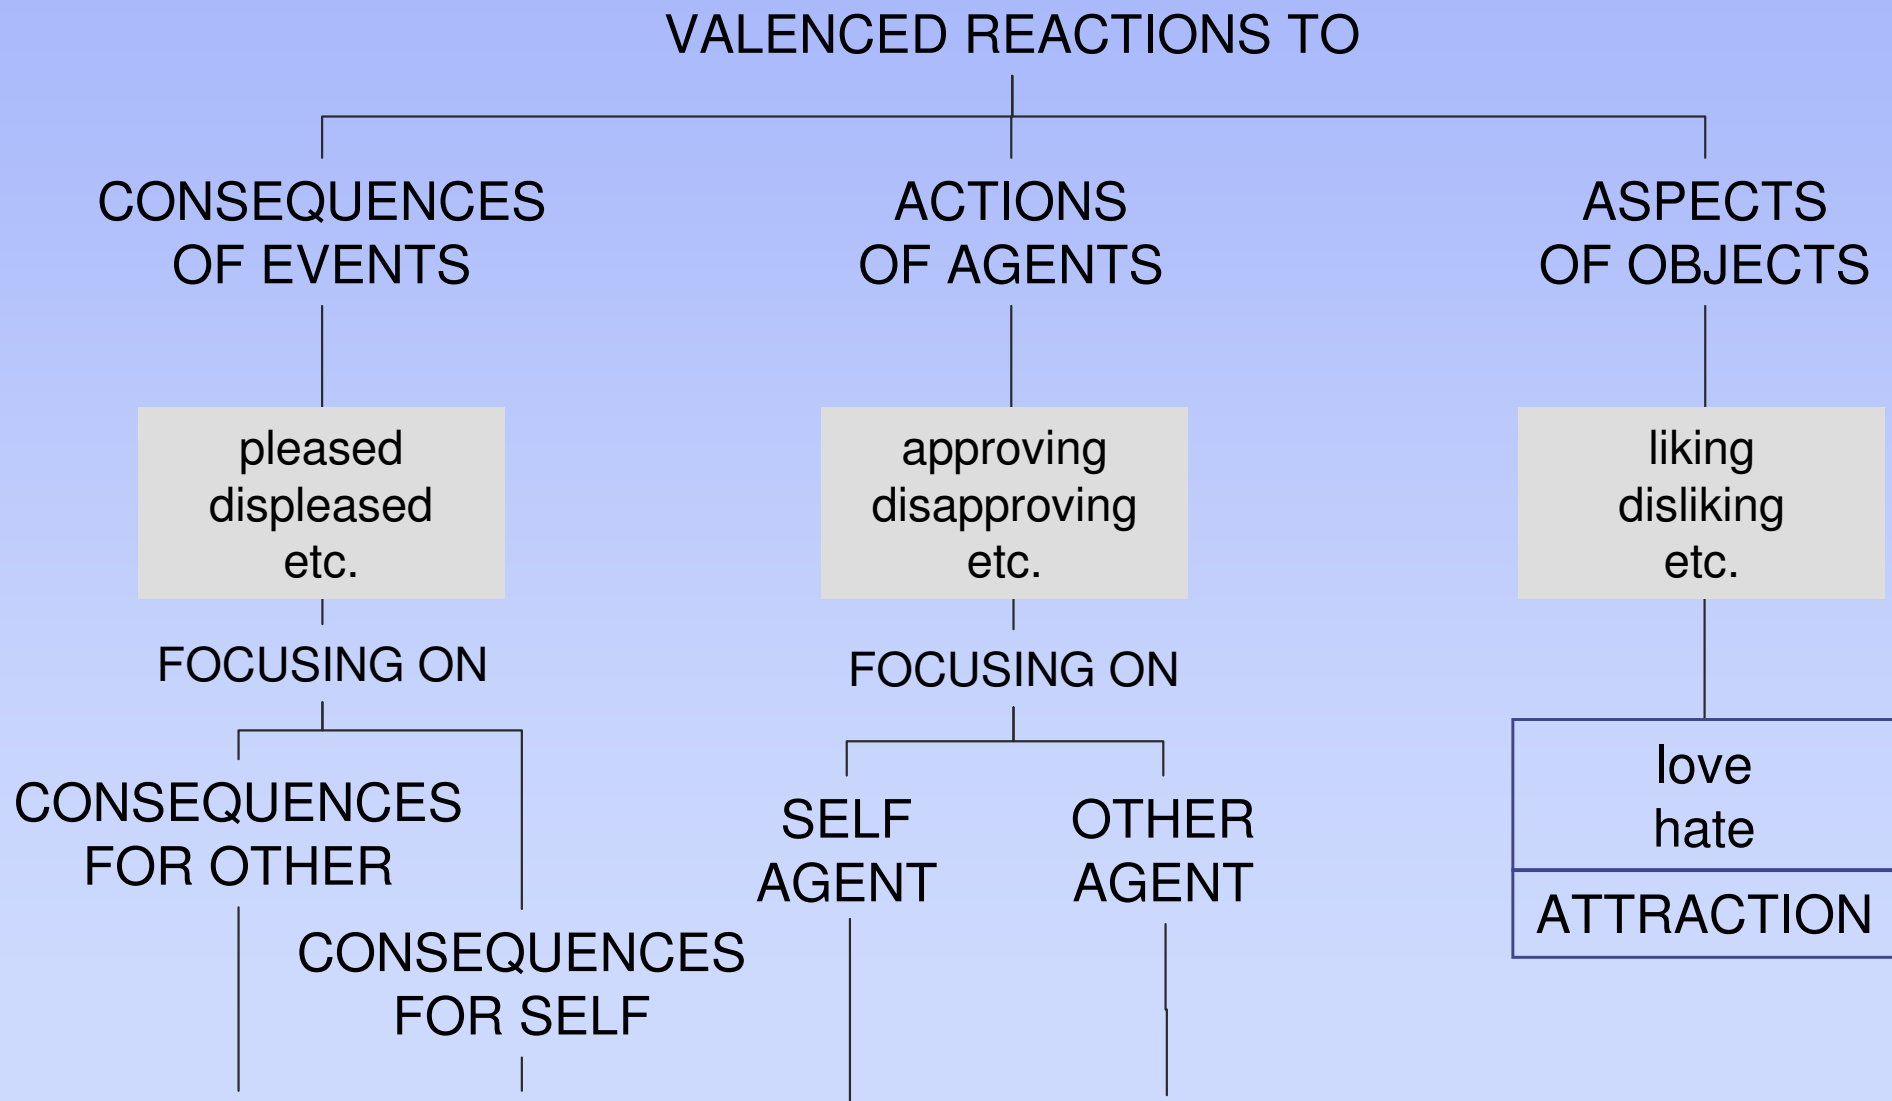 VALENCED REACTIONS TO
CONSEQUENCES
OF EVENTS
ACTIONS
OF AGENTS
ASPECTS
OF OBJECTS
pleased
displeased
etc.
approving
disapproving
etc.
liking
disliking
etc.
FOCUSING ON
FOCUSING ON
CONSEQUENCES
FOR OTHER
CONSEQUENCES
FOR SELF
SELF
AGENT
OTHER
AGENT
love
hate
ATTRACTION